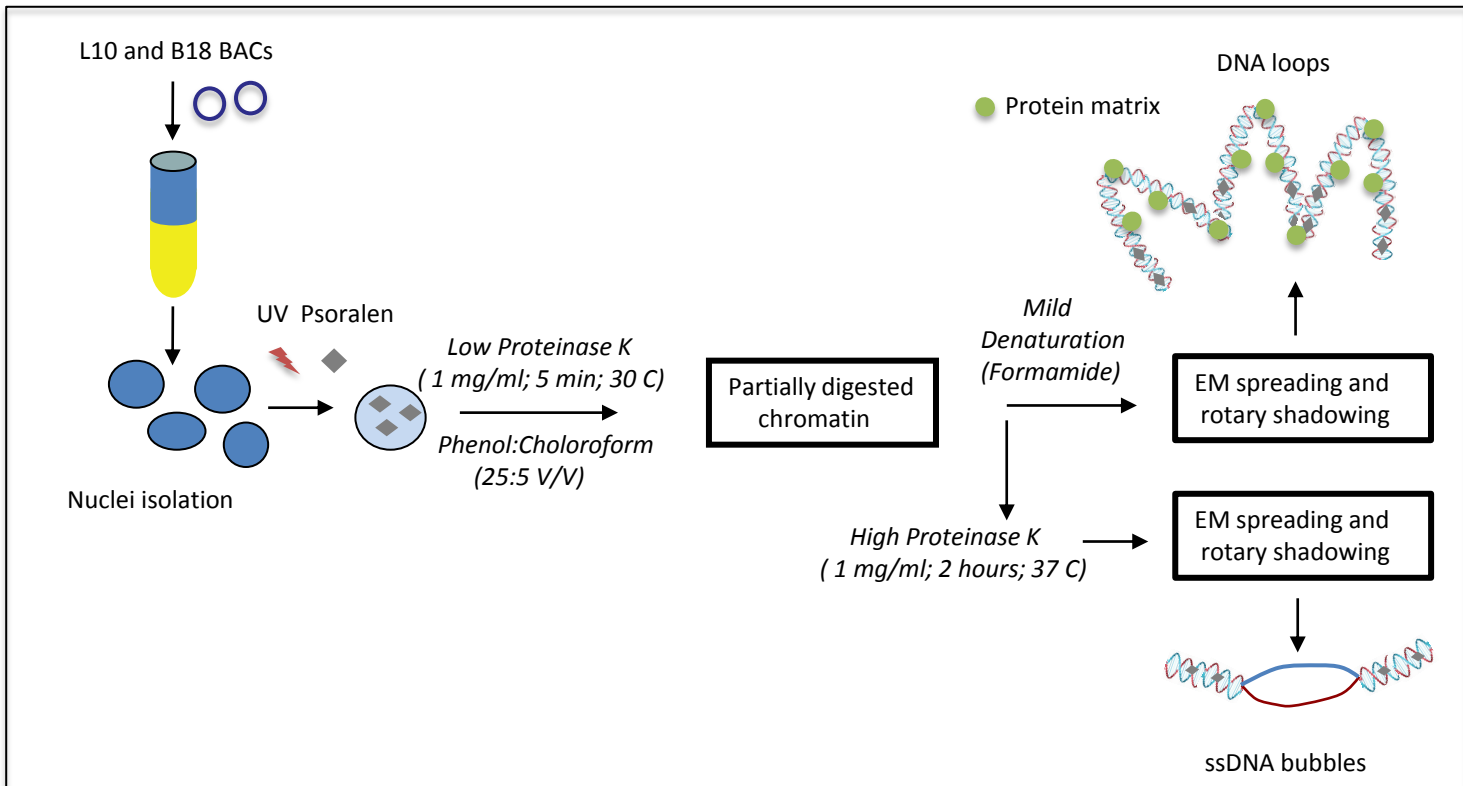 L10 and B18 BACs
UV Psoralen
Nuclei isolation
Low Proteinase K
( 1 mg/ml; 5 min; 30 C)
Phenol:Choloroform
(25:5 V/V)
Partially digested
chromatin
Mild
Denaturation
(Formamide)
High Proteinase K
( 1 mg/ml; 2 hours; 37 C)
DNA loops
Protein matrix
EM spreading and
rotary shadowing
EM spreading and
rotary shadowing
ssDNA bubbles